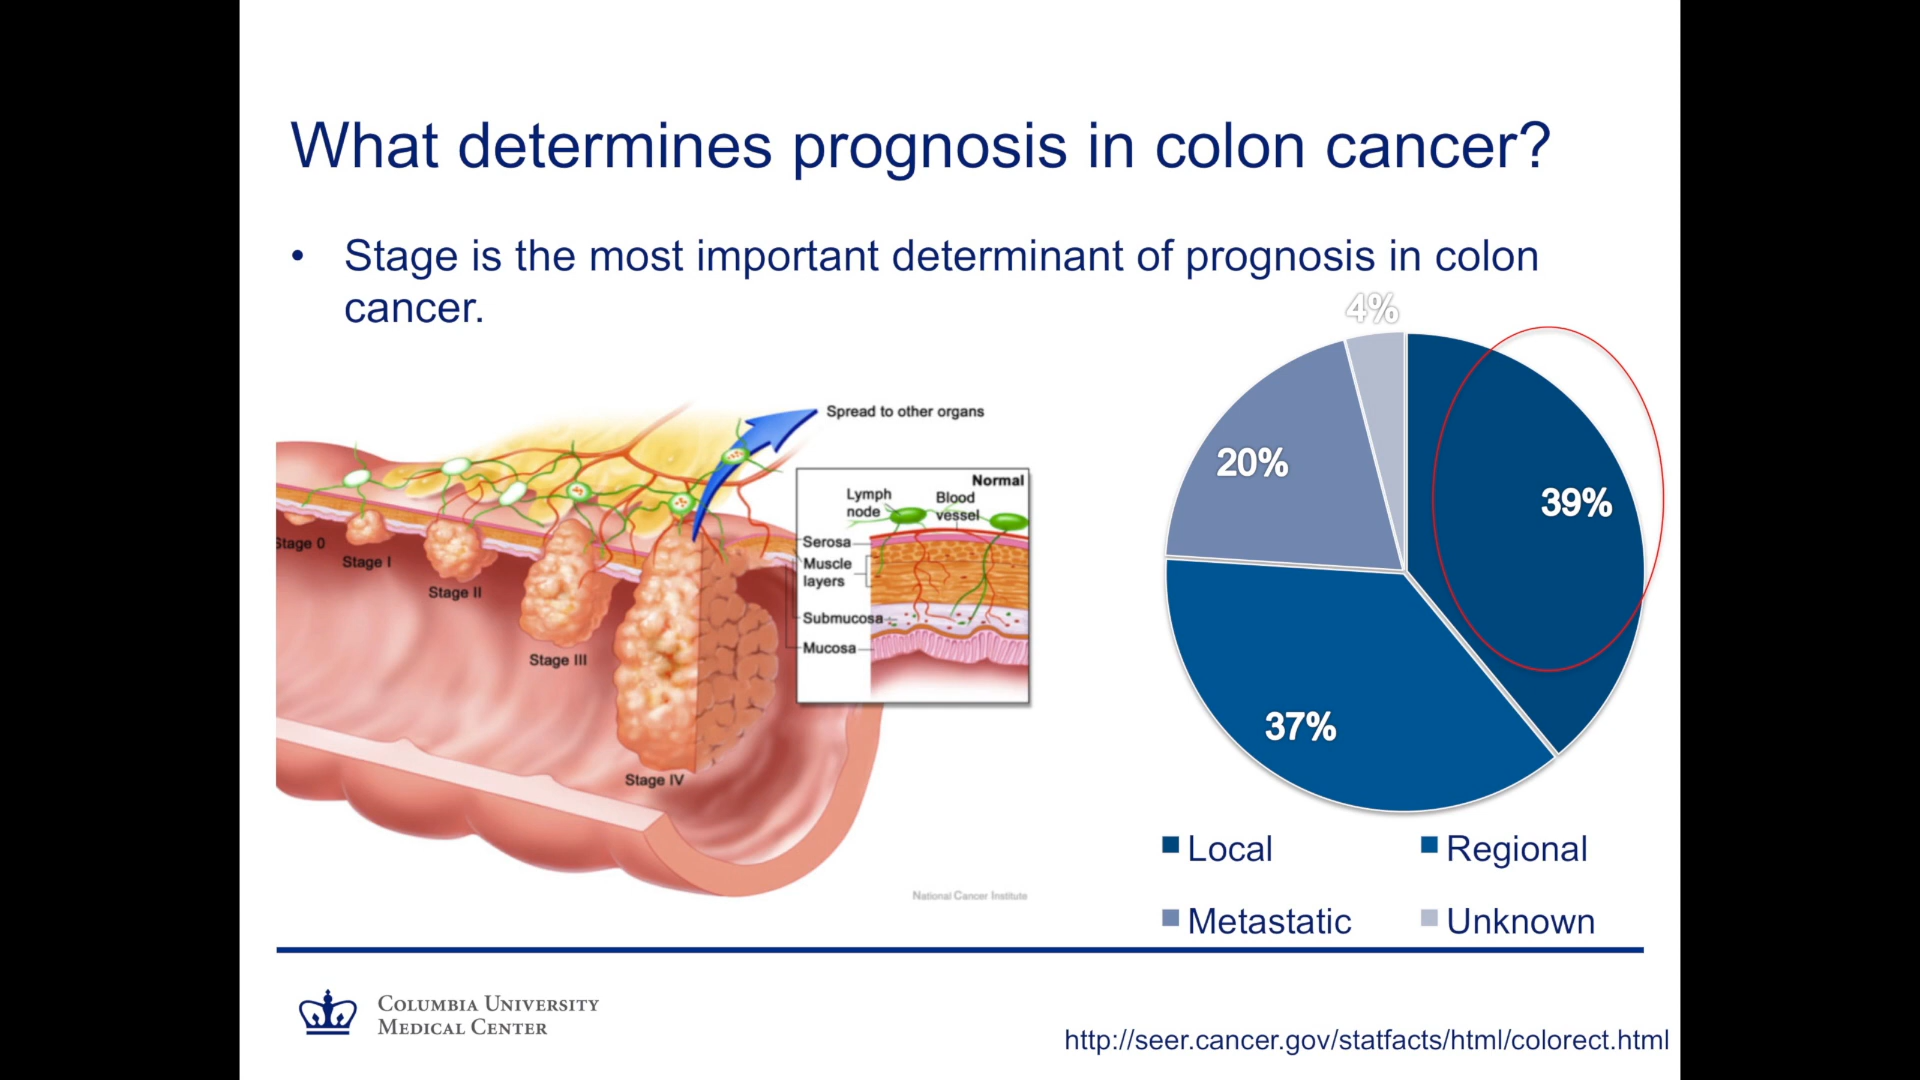 What determines prognosis in colon cancer?
• Stage is the most important determinant of prognosis in colon
cancer.
4%
39%
20%
37%
Local
Regional
Metastatic
Unknown
Spread to other organs
Normal
Lymph
node
Blood
vessel
Serosa
Muscle
layers
Submucosa
Mucosa
Stage 0
Stage I
Stage II
Stage III
Stage IV
National Cancer Institute
COLUMBIA UNIVERSITY
MEDICAL CENTER
http://seer.cancer.gov/statfacts/html/colorect.html